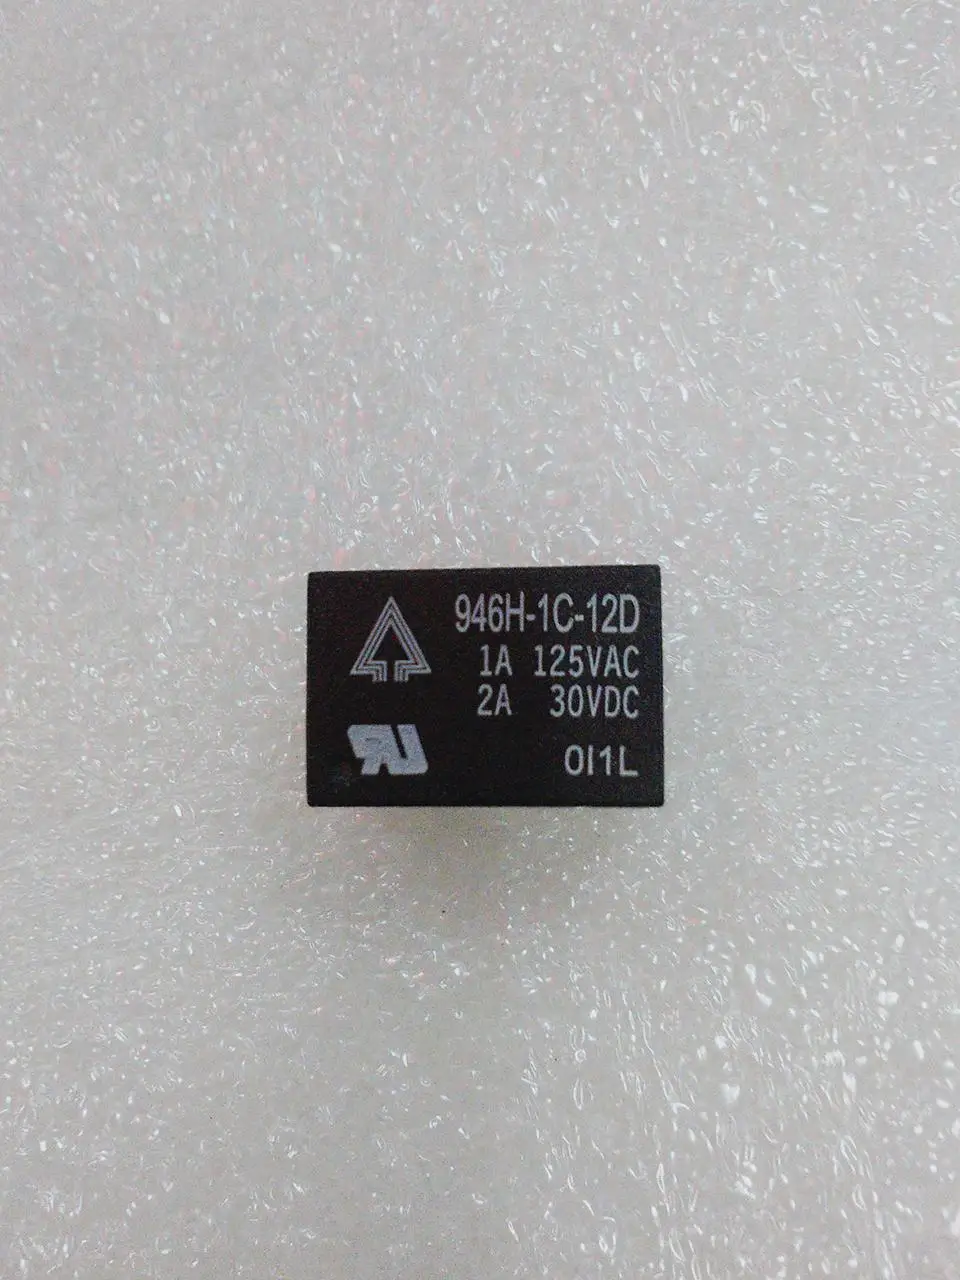 946H-1C-12D
1A 125VAC
2A 30VDC
OI1L